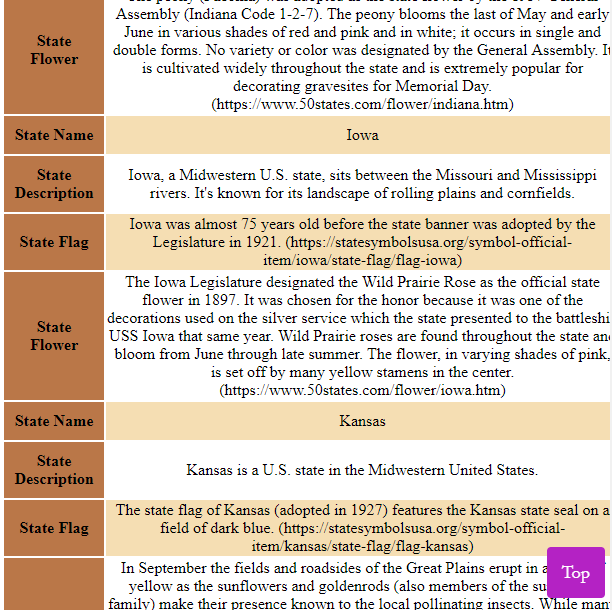 Assembly (Indiana Code 1-2-7). The peony blooms the last of May and early
State
Flower
June in various shades of red and pink and in white; it occurs in single and
double forms. No variety or color was designated by the General Assembly. It
is cultivated widely throughout the state and is extremely popular for
decorating gravesites for Memorial Day.
(https://www.50states.com/flower/indiana.htm)
State Name
Iowa
State
Description
Iowa, a Midwestern U.S. state, sits between the Missouri and Mississippi
rivers. It's known for its landscape of rolling plains and cornfields.
State Flag
Iowa was almost 75 years old before the state banner was adopted by the
Legislature in 1921. (https://statesymbolsusa.org/symbol-official-
item/iowa/state-flag/flag-iowa)
State
Flower
The Iowa Legislature designated the Wild Prairie Rose as the official state
flower in 1897. It was chosen for the honor because it was one of the
decorations used on the silver service which the state presented to the battleshi
USS Iowa that same year. Wild Prairie roses are found throughout the state and
bloom from June through late summer. The flower, in varying shades of pink,
is set off by many yellow stamens in the center.
(https://www.50states.com/flower/iowa.htm)
State Name
Kansas
State
Description
Kansas is a U.S. state in the Midwestern United States.
State Flag
The state flag of Kansas (adopted in 1927) features the Kansas state seal on a
field of dark blue. (https://statesymbolsusa.org/symbol-official-
item/kansas/state-flag/flag-kansas)
In September the fields and roadsides of the Great Plains erupt in a
yellow as the sunflowers and goldenrods (also members of the su
family) make their presence known to the local pollinating insects. While man
Top